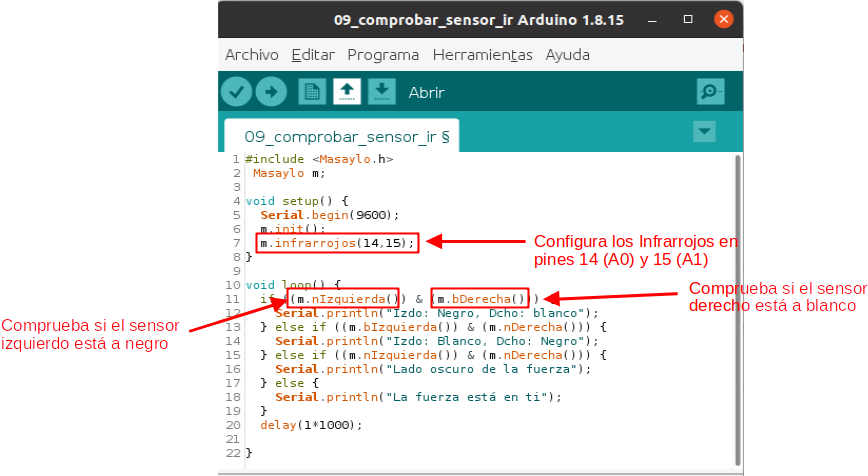 09_comprobar_sensor_ir Arduino 1.8.15
Archivo Editar Programa Herramientas Ayuda
Abrir
09_comprobar_sensor_ir §
1 #include <Masaylo.h>
2 Masaylo m;
3
4 void setup() {
5 Serial.begin(9600);
6 m.init();
7 m.infrarrojos(14,15);
8 }
9
10 void loop() {
11 if ((m.nIzquierda()) & (m.bDerecha()))
12 Serial.println("Izdo: Negro, Dcho: blanco");
13 } else if ((m.bIzquierda()) & (m.nDerecha())) {
14 Serial.println("Izdo: Blanco, Dcho: Negro");
15 } else if ((m.nIzquierda()) & (m.nDerecha())) {
16 Serial.println("Lado oscuro de la fuerza");
17 } else {
18 Serial.println("La fuerza está en ti");
19 }
20 delay(1*1000);
21
22 }
Configura los Infrarrojos en
pines 14 (A0) y 15 (A1)
Comprueba si el sensor
derecho está a blanco
Comprueba si el sensor
izquierdo está a negro